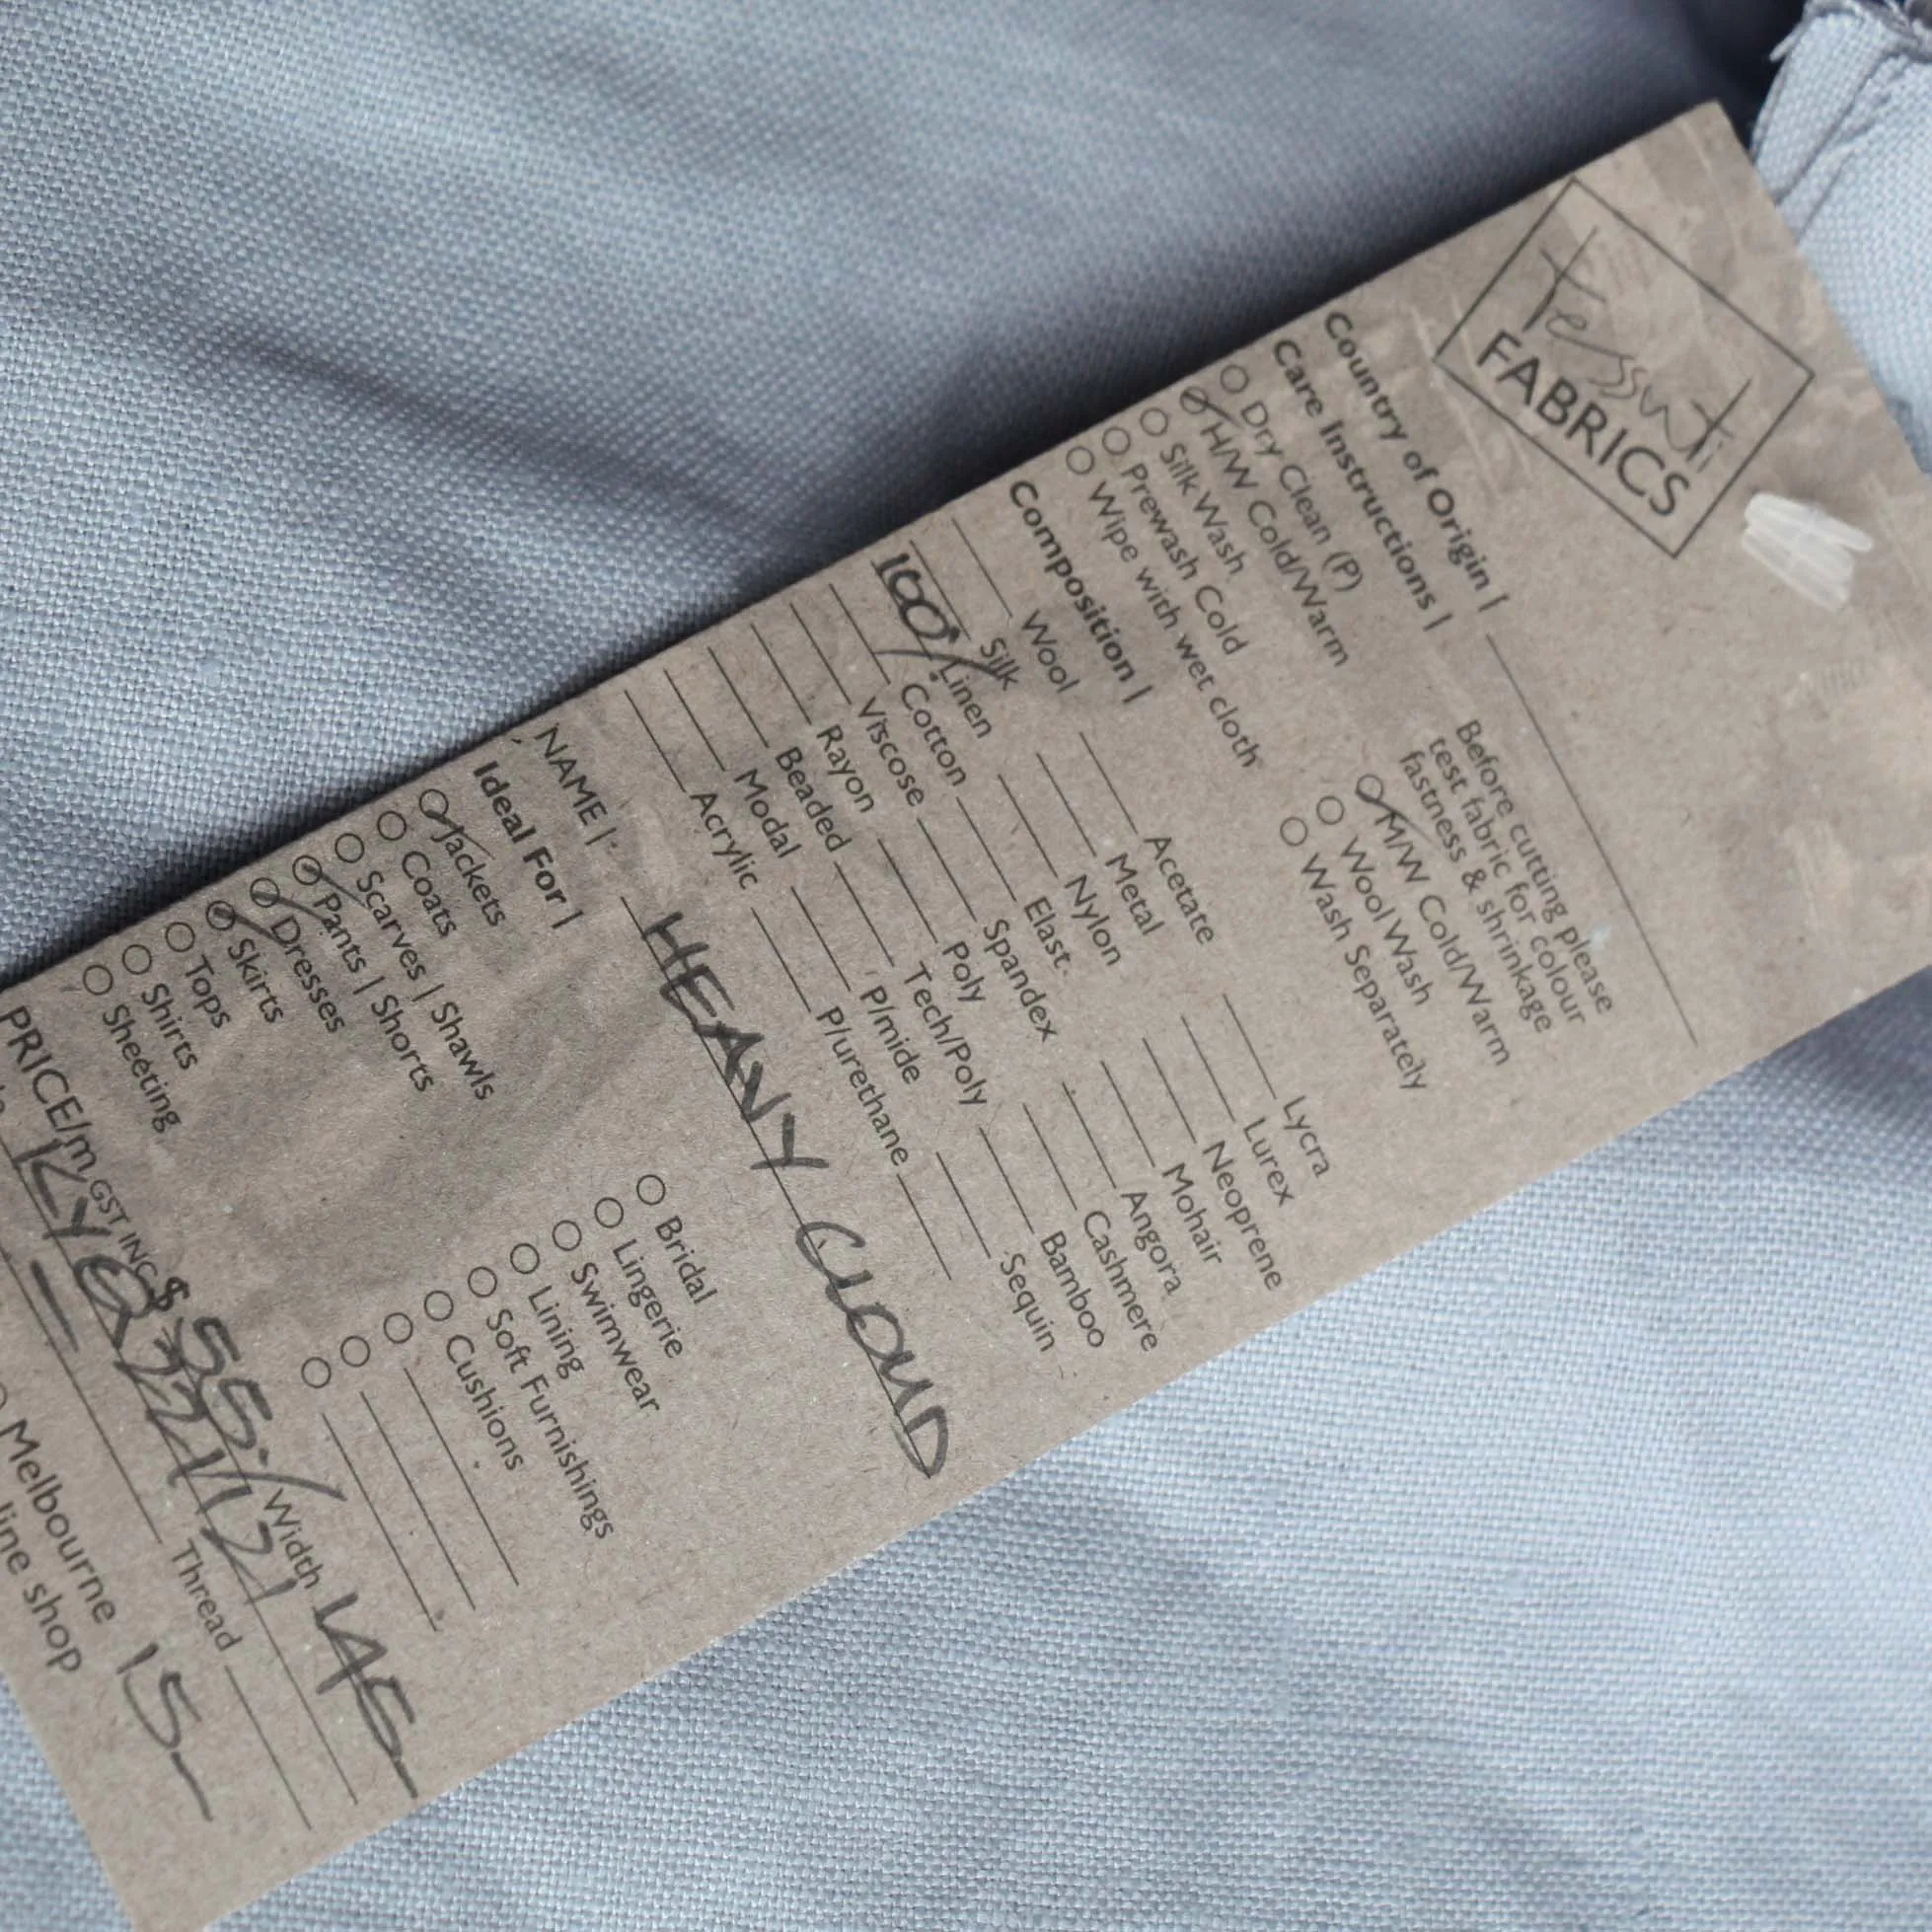 Tessuti
FABRICS
Country of Origin |
Care Instructions |
Dry Clean (P)
H/W Cold/Warm
Silk Wash
Prewash Cold
Wipe with wet cloth
Before cutting please
test fabric for colour
fastness & shrinkage
M/W Cold/Warm
Wool Wash
Wash Separately
Composition |
Wool Acetate Lycra
Silk Metal Lurex
100% Linen Nylon Neoprene
Cotton Elast. Mohair
Viscose Spandex Angora
Rayon Poly Cashmere
Beaded Tech/Poly Bamboo
Modal P/mide Sequin
Acrylic P/urethane
NAME | HEAVY CLOUD
Ideal For |
Jackets Bridal
Coats Lingerie
Scarves | Shawls Swimwear
Pants | Shorts Lining
Dresses Soft Furnishings
Skirts Cushions
Tops
Shirts
Sheeting
PRICE/m GST INC $ 55.- Width 145
Thread
Melbourne 15
line shop